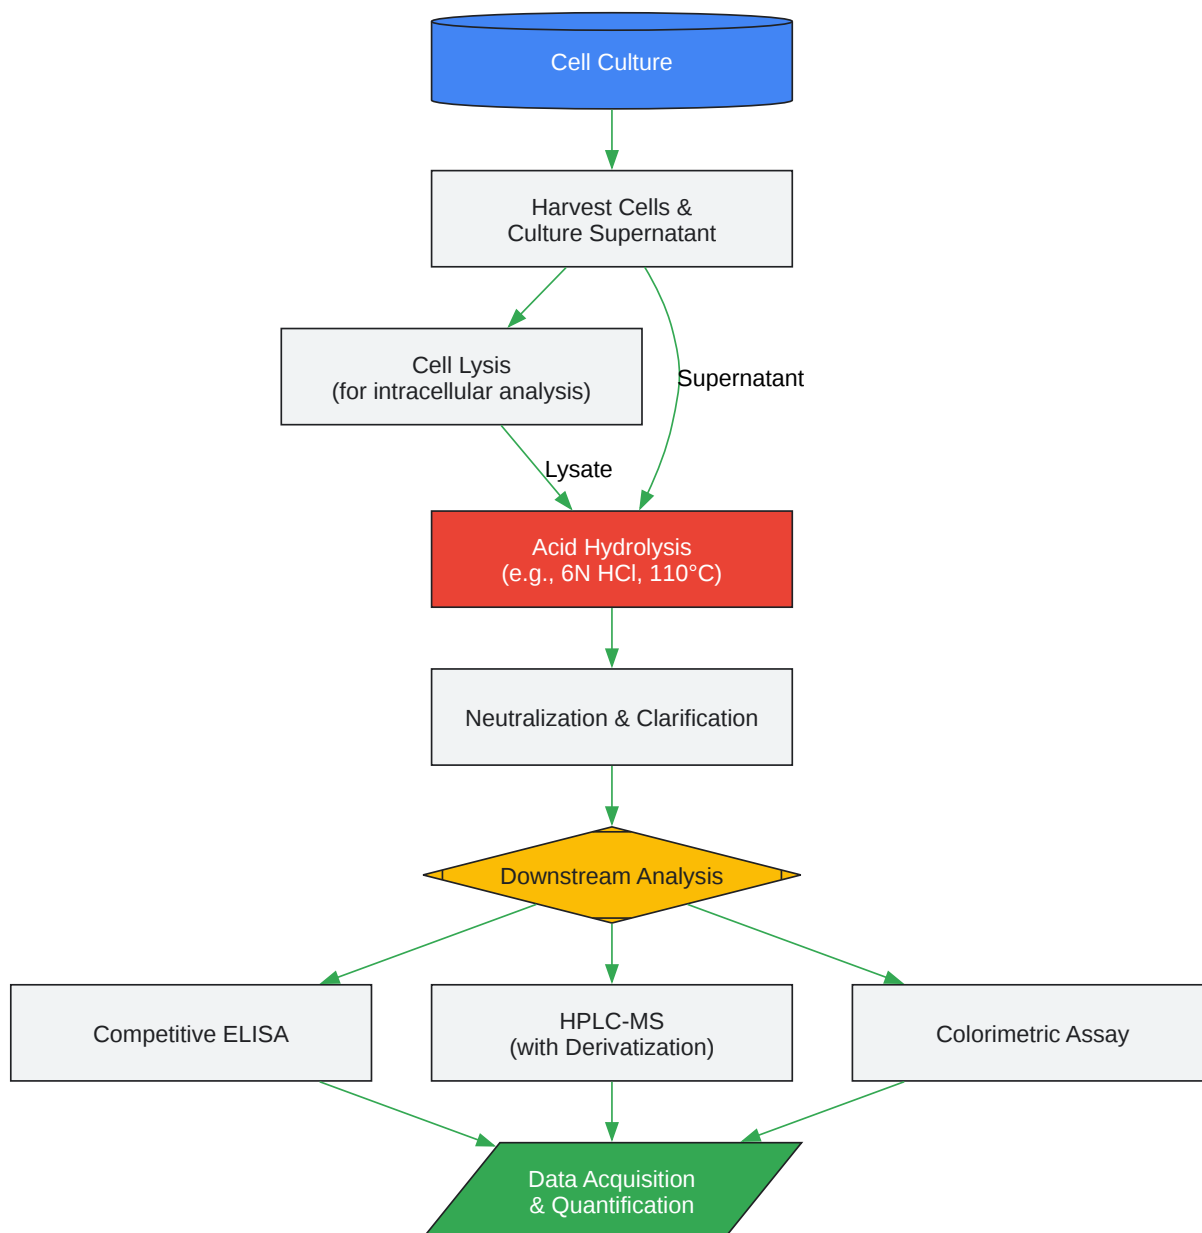 Cell Culture
Harvest Cells &
Culture Supernatant
Cell Lysis
(for intracellular analysis)
Supernatant
Lysate
Acid Hydrolysis
(e.g., 6N HCl, 110°C)
Neutralization & Clarification
Downstream Analysis
Competitive ELISA
HPLC-MS
(with Derivatization)
Colorimetric Assay
Data Acquisition
& Quantification